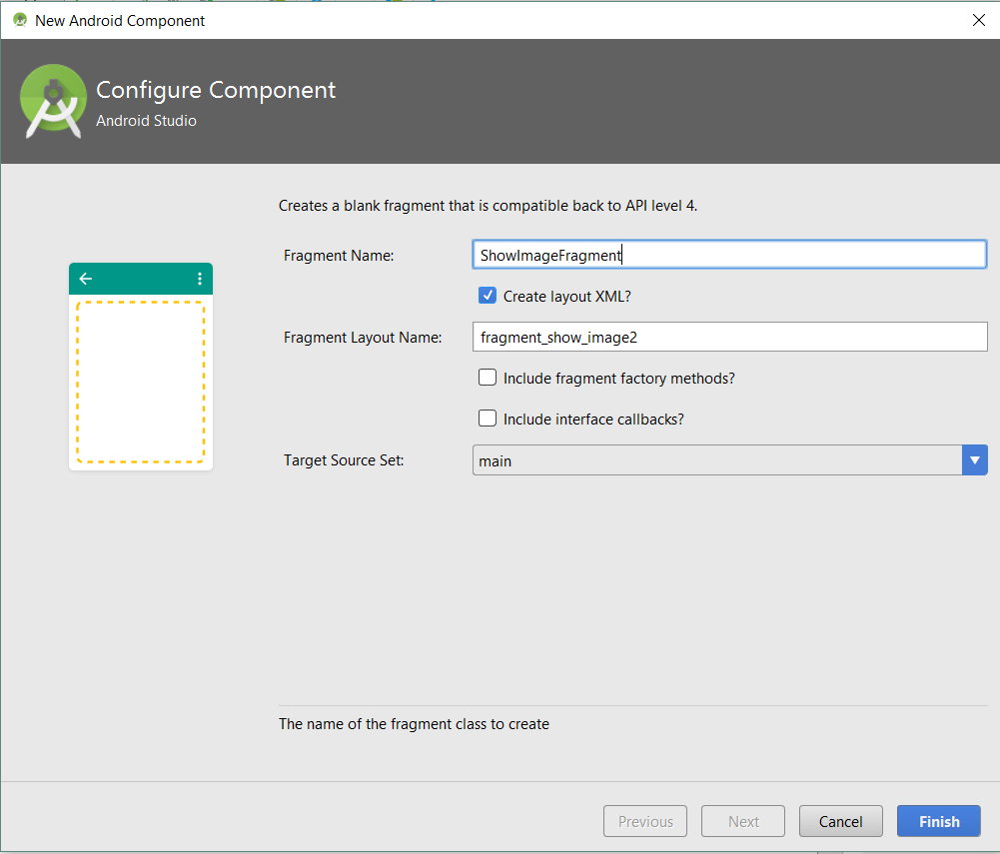 New Android Component
Configure Component
Android Studio
Creates a blank fragment that is compatible back to API level 4.
Fragment Name: ShowImageFragment
Create layout XML?
Fragment Layout Name: fragment_show_image2
Include fragment factory methods?
Include interface callbacks?
Target Source Set: main
The name of the fragment class to create
Previous Next Cancel Finish